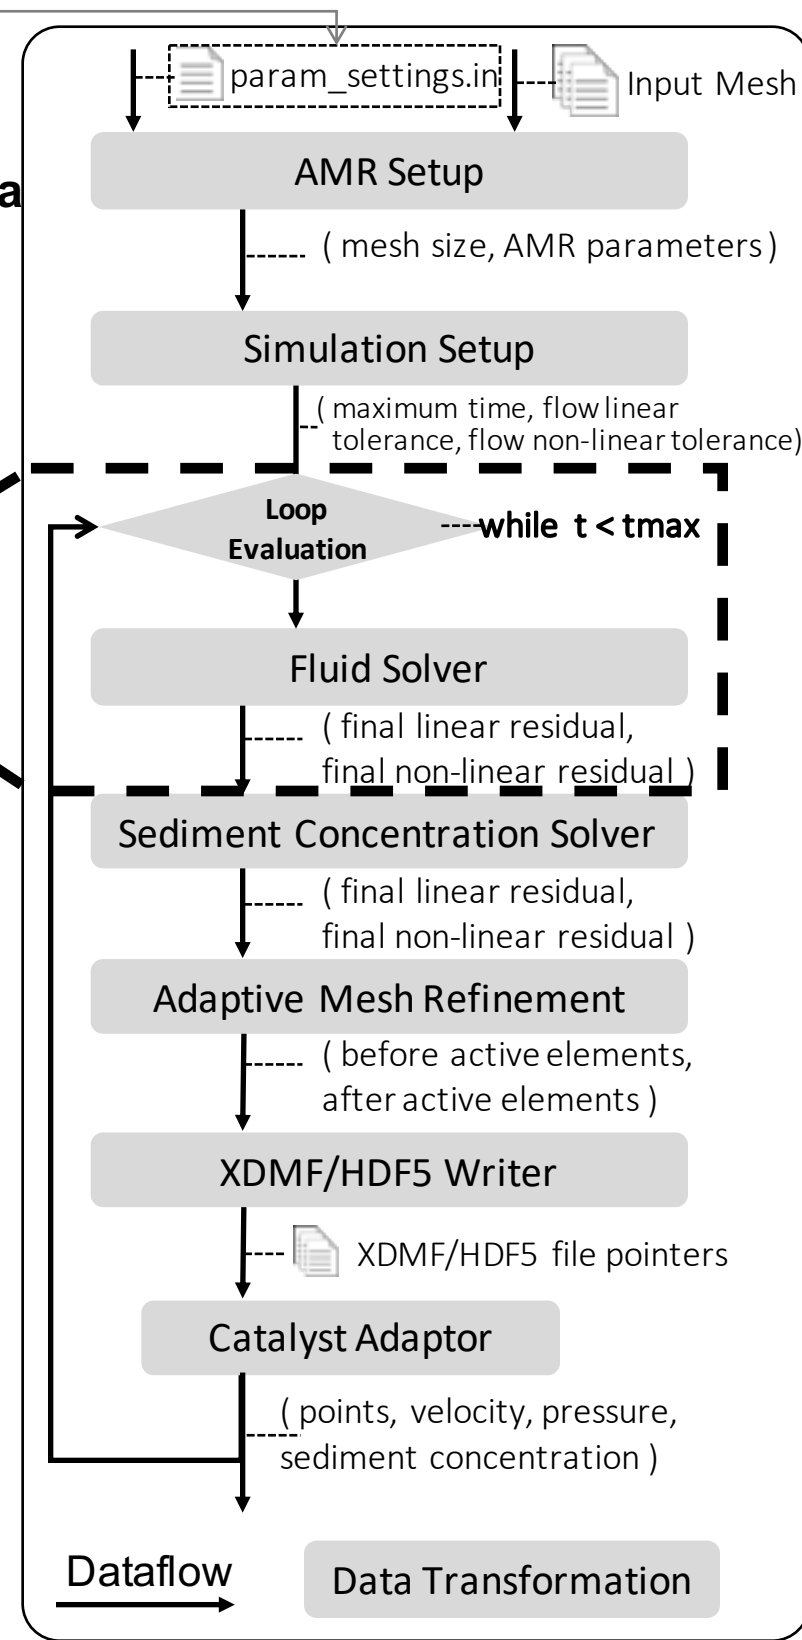 param_settings.in
Input Mesh
a
AMR Setup
( mesh size, AMR parameters )
Simulation Setup
( maximum time, flow linear
tolerance, flow non-linear tolerance)
Loop
Evaluation
while t < tmax
Fluid Solver
( final linear residual,
final non-linear residual )
Sediment Concentration Solver
( final linear residual,
final non-linear residual )
Adaptive Mesh Refinement
( before active elements,
after active elements )
XDMF/HDF5 Writer
XDMF/HDF5 file pointers
Catalyst Adaptor
( points, velocity, pressure,
sediment concentration )
Dataflow
Data Transformation